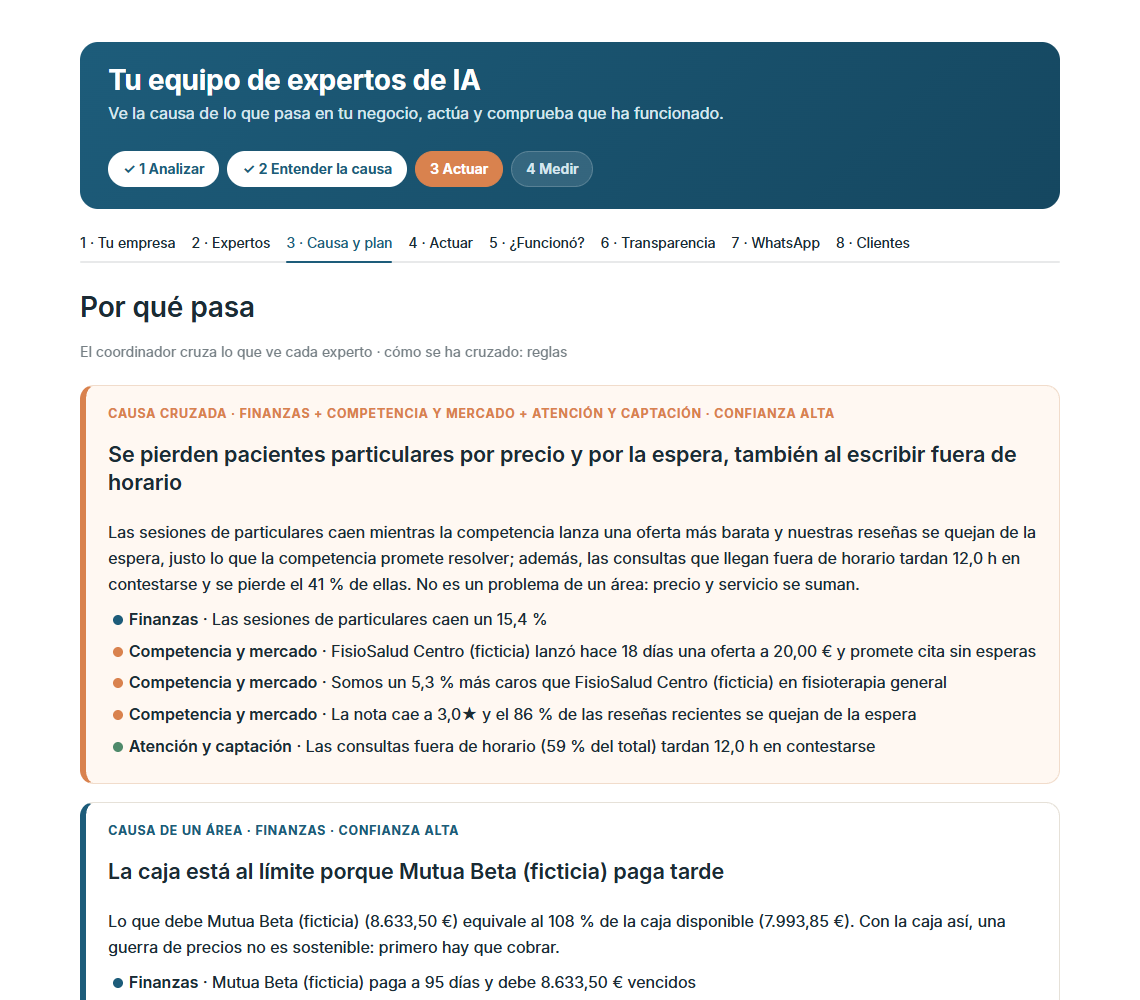 Tu equipo de expertos de IA
Ve la causa de lo que pasa en tu negocio, actúa y comprueba que ha funcionado.
✓ 1 Analizar ✓ 2 Entender la causa 3 Actuar 4 Medir
1 · Tu empresa 2 · Expertos 3 · Causa y plan 4 · Actuar 5 · ¿Funcionó? 6 · Transparencia 7 · WhatsApp 8 · Clientes
Por qué pasa
El coordinador cruza lo que ve cada experto · cómo se ha cruzado: reglas
CAUSA CRUZADA · FINANZAS + COMPETENCIA Y MERCADO + ATENCIÓN Y CAPTACIÓN · CONFIANZA ALTA
Se pierden pacientes particulares por precio y por la espera, también al escribir fuera de
horario
Las sesiones de particulares caen mientras la competencia lanza una oferta más barata y nuestras reseñas se quejan de la
espera, justo lo que la competencia promete resolver; además, las consultas que llegan fuera de horario tardan 12,0 h en
contestarse y se pierde el 41 % de ellas. No es un problema de un área: precio y servicio se suman.
Finanzas · Las sesiones de particulares caen un 15,4 %
Competencia y mercado · FisioSalud Centro (ficticia) lanzó hace 18 días una oferta a 20,00 € y promete cita sin esperas
Competencia y mercado · Somos un 5,3 % más caros que FisioSalud Centro (ficticia) en fisioterapia general
Competencia y mercado · La nota cae a 3,0★ y el 86 % de las reseñas recientes se quejan de la espera
Atención y captación · Las consultas fuera de horario (59 % del total) tardan 12,0 h en contestarse
CAUSA DE UN ÁREA · FINANZAS · CONFIANZA ALTA
La caja está al límite porque Mutua Beta (ficticia) paga tarde
Lo que debe Mutua Beta (ficticia) (8.633,50 €) equivale al 108 % de la caja disponible (7.993,85 €). Con la caja así, una
guerra de precios no es sostenible: primero hay que cobrar.
Finanzas · Mutua Beta (ficticia) paga a 95 días y debe 8.633,50 € vencidos